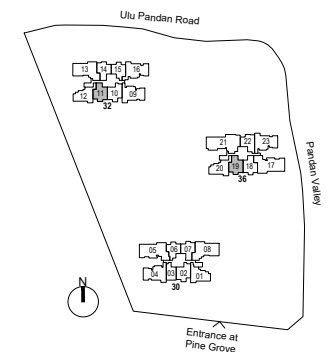 Ulu Pandan Road
13 14 15 16
12 11 10 09
32
21 22 23
20 19 18 17
36
Pandan Valley
05 06 07 08
04 03 02 01
30
N
Entrance at
Pine Grove